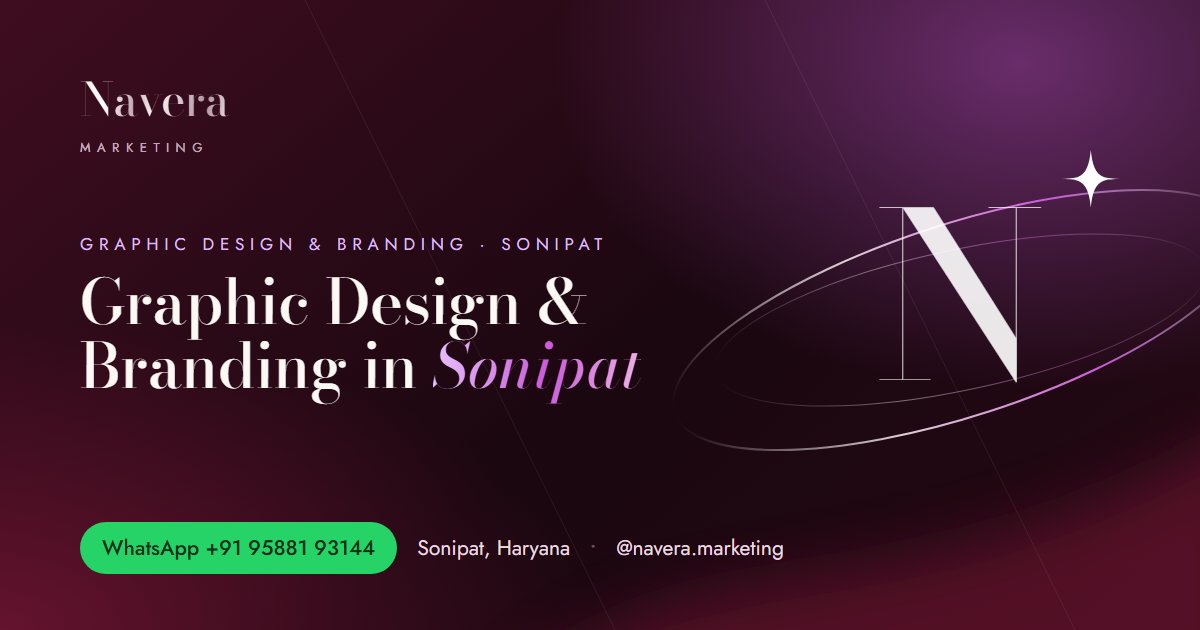 Navera
MARKETING
GRAPHIC DESIGN & BRANDING · SONIPAT
Graphic Design &
Branding in Sonipat
N
WhatsApp +91 95881 93144
Sonipat, Haryana · @navera.marketing